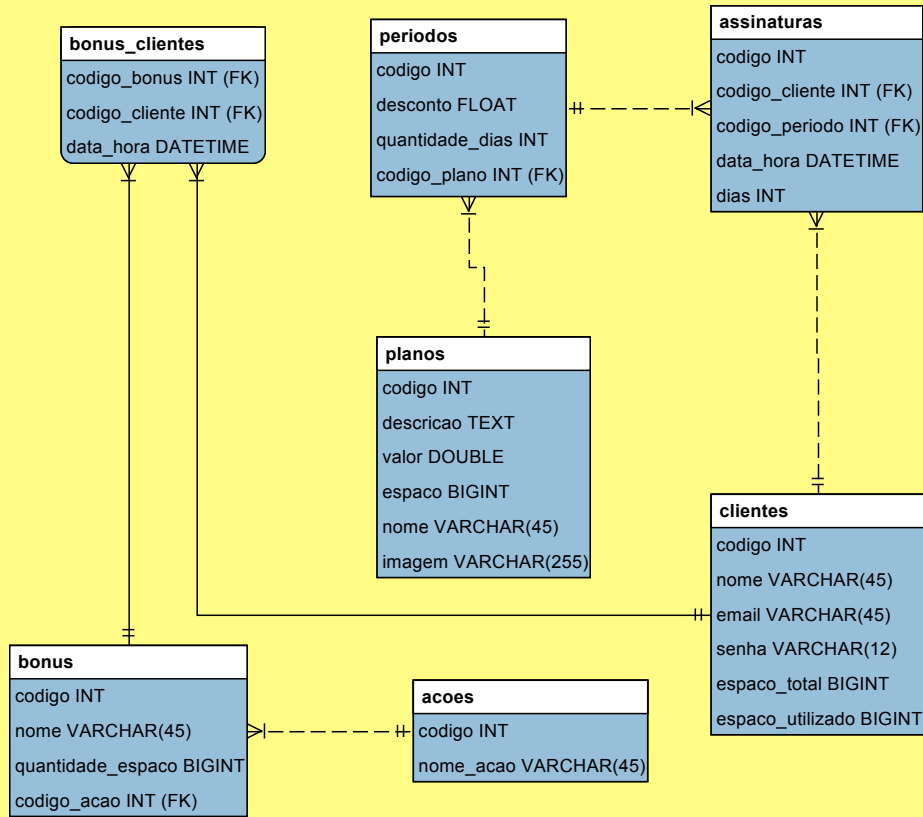 bonus_clientes
codigo_bonus INT (FK)
codigo_cliente INT (FK)
data_hora DATETIME
periodos
codigo INT
desconto FLOAT
quantidade_dias INT
codigo_plano INT (FK)
assinaturas
codigo INT
codigo_cliente INT (FK)
codigo_periodo INT (FK)
data_hora DATETIME
dias INT
planos
codigo INT
descricao TEXT
valor DOUBLE
espaco BIGINT
nome VARCHAR(45)
imagem VARCHAR(255)
clientes
codigo INT
nome VARCHAR(45)
email VARCHAR(45)
senha VARCHAR(12)
espaco_total BIGINT
espaco_utilizado BIGINT
bonus
codigo INT
nome VARCHAR(45)
quantidade_espaco BIGINT
codigo_acao INT (FK)
acoes
codigo INT
nome_acao VARCHAR(45)